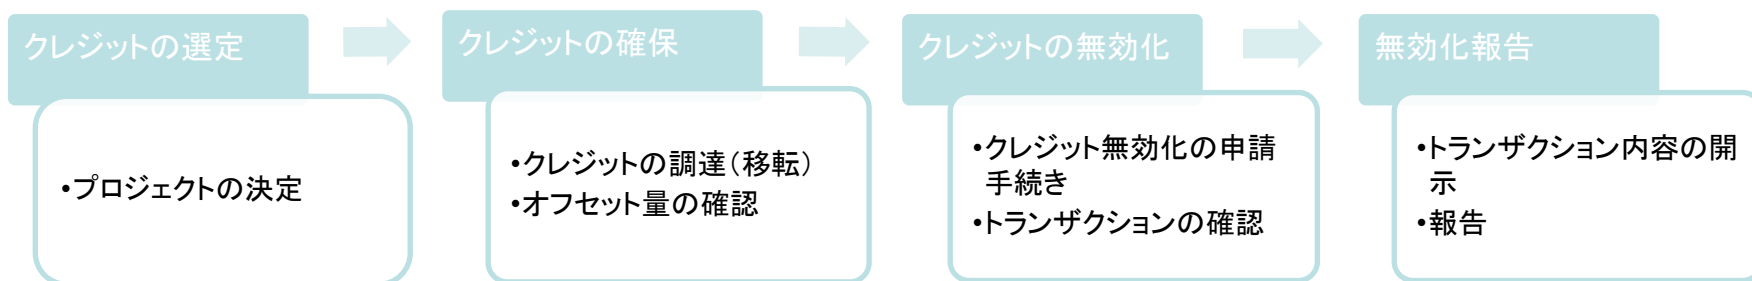 クレジットの選定
•プロジェクトの決定
クレジットの確保
•クレジットの調達（移転）
•オフセット量の確認
クレジットの無効化
•クレジット無効化の申請
手続き
•トランザクションの確認
無効化報告
•トランザクション内容の開
示
•報告